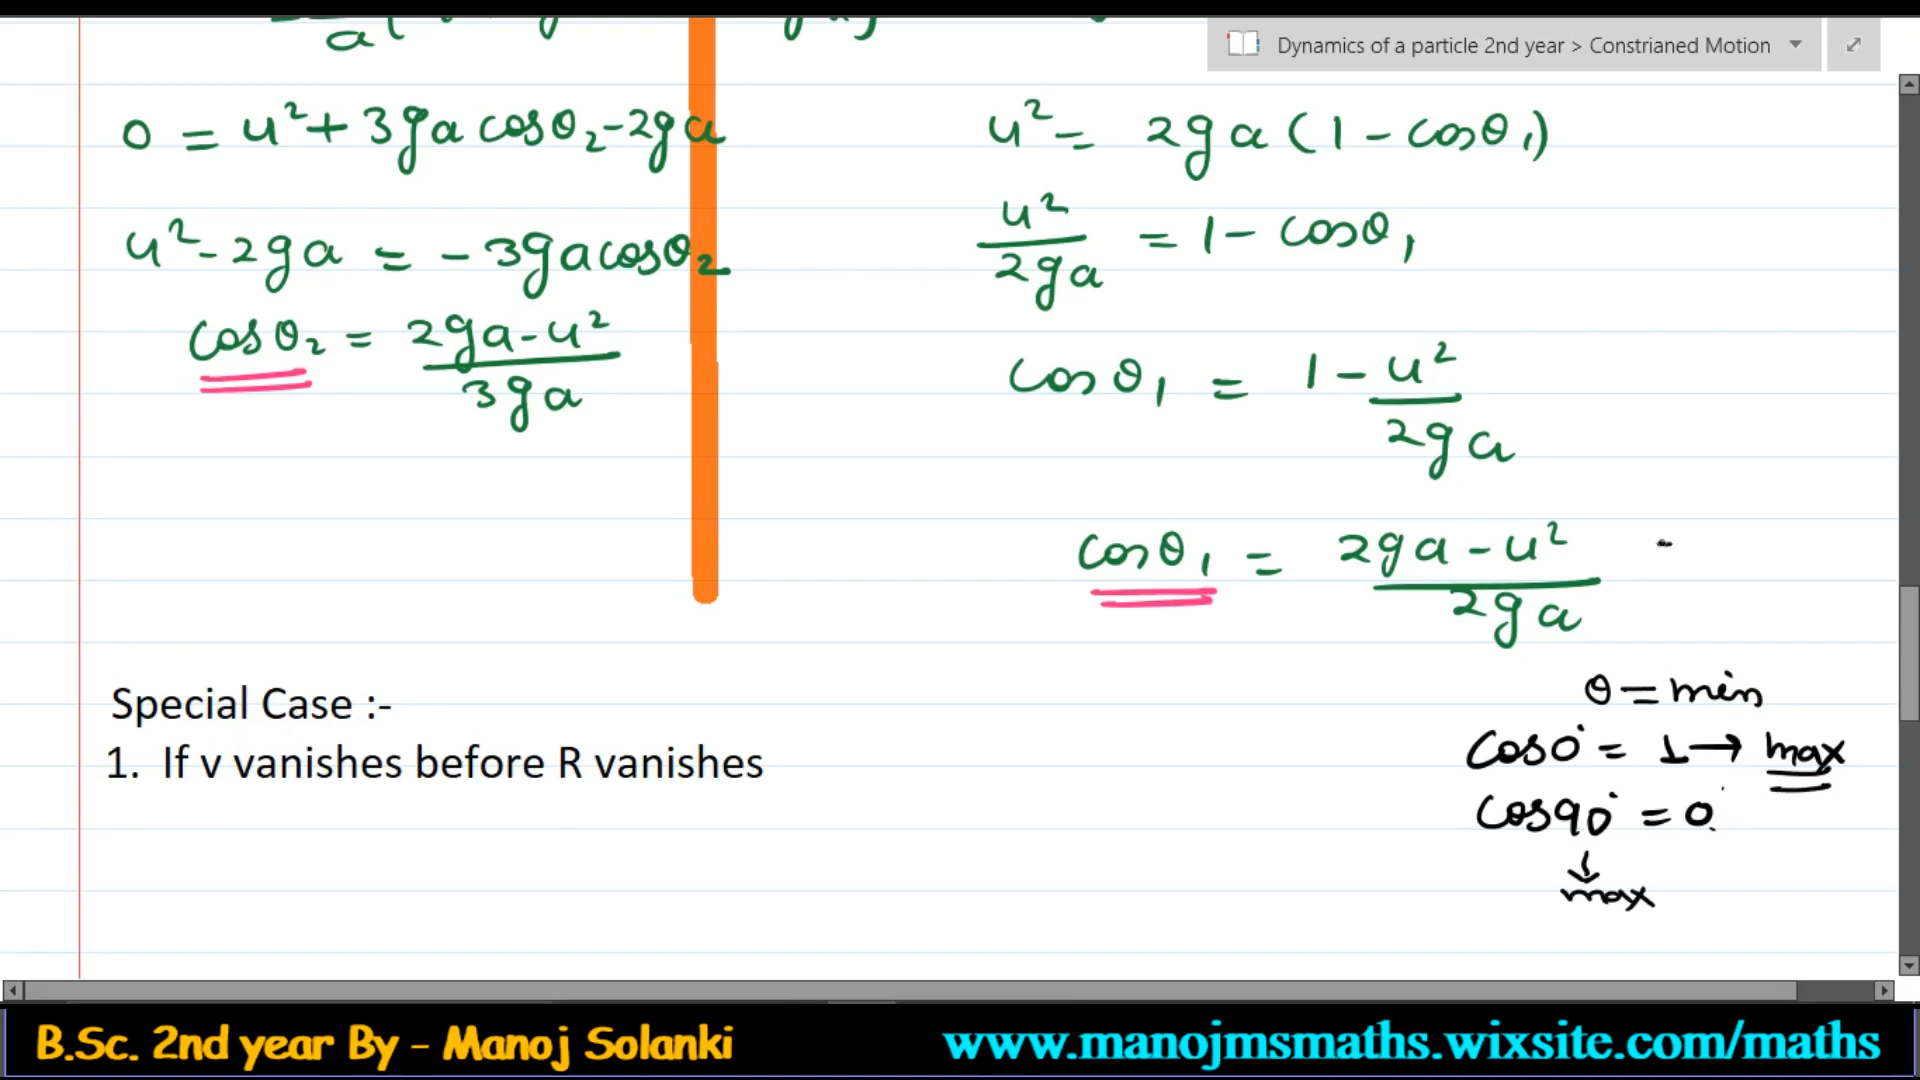 Dynamics of a particle 2nd year > Constrianed Motion
a
0 = u² + 3ga cosθ₂ - 2ga
u² - 2ga = - 3ga cosθ₂
cosθ₂ = 2ga - u² / 3ga
u² = 2ga (1 - cosθ₁)
u² / 2ga = 1 - cosθ₁
cosθ₁ = 1 - u² / 2ga
cosθ₁ = 2ga - u² / 2ga
Special Case :-
1. If v vanishes before R vanishes
θ = min
cos0° = 1 → max
cos90° = 0
↓
max
B.Sc. 2nd year By - Manoj Solanki
www.manojmsmaths.wixsite.com/maths